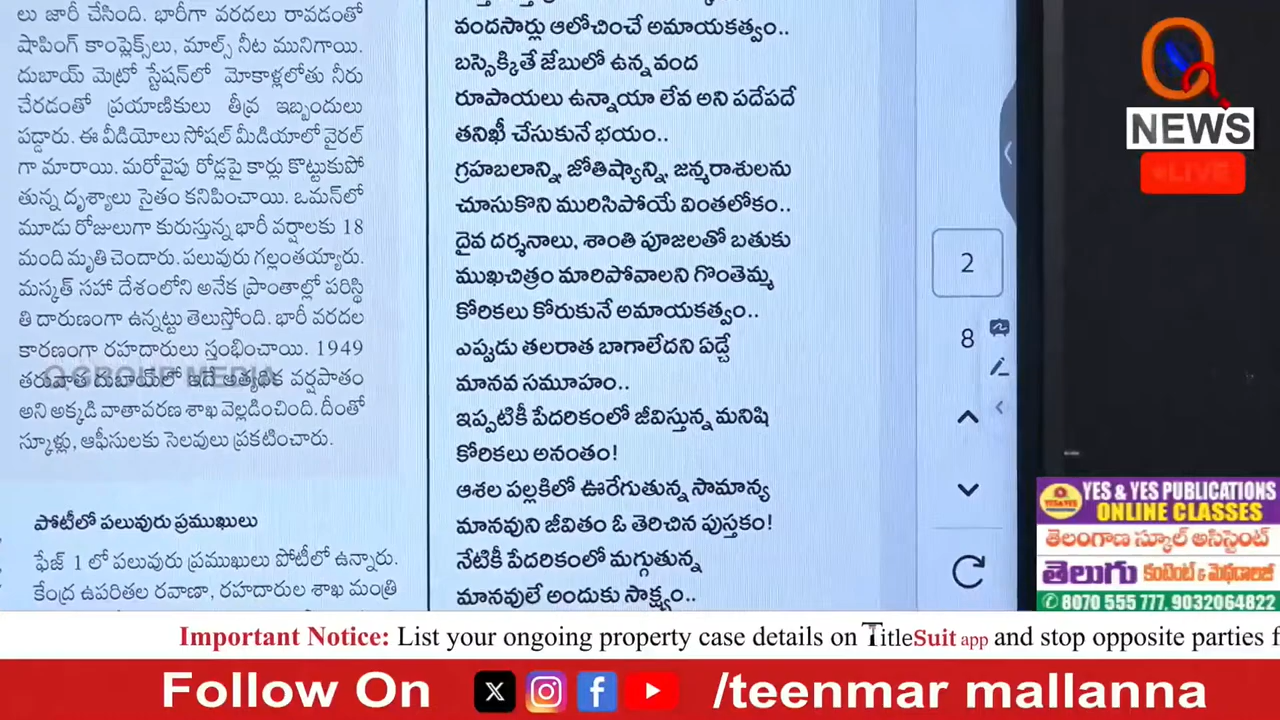 లు జారీ చేసింది. భారీగా వరదలు రావడంతో
షాపింగ్ కాంప్లెక్స్‌లు, మాల్స్ నీట మునిగాయి.
దుబాయ్ మెట్రో స్టేషన్‌లో మోకాళ్లలోతు నీరు
చేరడంతో ప్రయాణికులు తీవ్ర ఇబ్బందులు
పడ్డారు. ఈ వీడియోలు సోషల్ మీడియాలో వైరల్
గా మారాయి. మరోవైపు రోడ్లపై కార్లు కొట్టుకుపో
తున్న దృశ్యాలు సైతం కనిపించాయి. ఒమన్‌లో
మూడు రోజులుగా కురుస్తున్న భారీ వర్షాలకు 18
మంది మృతి చెందారు. పలువురు గల్లంతయ్యారు.
మస్కట్ సహా దేశంలోని అనేక ప్రాంతాల్లో పరిస్థి
తి దారుణంగా ఉన్నట్టు తెలుస్తోంది. భారీ వరదల
కారణంగా రహదారులు స్తంభించాయి. 1949
తరువాత దుబాయ్‌లో ఇదే అత్యధిక వర్షపాతం
అని అక్కడి వాతావరణ శాఖ వెల్లడించింది. దీంతో
స్కూళ్లు, ఆఫీసులకు సెలవులు ప్రకటించారు.
Q GROUP MEDIA
పోటీలో పలువురు ప్రముఖులు
ఫేజ్ 1 లో పలువురు ప్రముఖులు పోటీలో ఉన్నారు.
కేంద్ర ఉపరితల రవాణా, రహదారుల శాఖ మంత్రి
వందసార్లు ఆలోచించే అమాయకత్వం..
బస్సెక్కితే జేబులో ఉన్న వంద
రూపాయలు ఉన్నాయా లేవ అని పదేపదే
తనిఖీ చేసుకునే భయం..
గ్రహబలాన్ని, జోతిష్యాన్ని, జన్మరాశులను
చూసుకొని మురిసిపోయే వింతలోకం..
దైవ దర్శనాలు, శాంతి పూజలతో బతుకు
ముఖచిత్రం మారిపోవాలని గొంతెమ్మ
కోరికలు కోరుకునే అమాయకత్వం..
ఎప్పుడు తలరాత బాగాలేదని ఏడ్చే
మానవ సమూహం..
ఇప్పటికీ పేదరికంలో జీవిస్తున్న మనిషి
కోరికలు అనంతం!
ఆశల పల్లకిలో ఊరేగుతున్న సామాన్య
మానవుని జీవితం ఓ తెరిచిన పుస్తకం!
నేటికీ పేదరికంలో మగ్గుతున్న
మానవులే అందుకు సాక్ష్యం..
2
8
Q
NEWS
LIVE
YES & YES PUBLICATIONS
ONLINE CLASSES
తెలంగాణ స్కూల్ అసిస్టెంట్
తెలుగు కంటెంట్ & మెథడాలజీ
8070 555 777, 9032064822
Important Notice: List your ongoing property case details on TitleSuit app and stop opposite parties f
Follow On X /teenmar mallanna